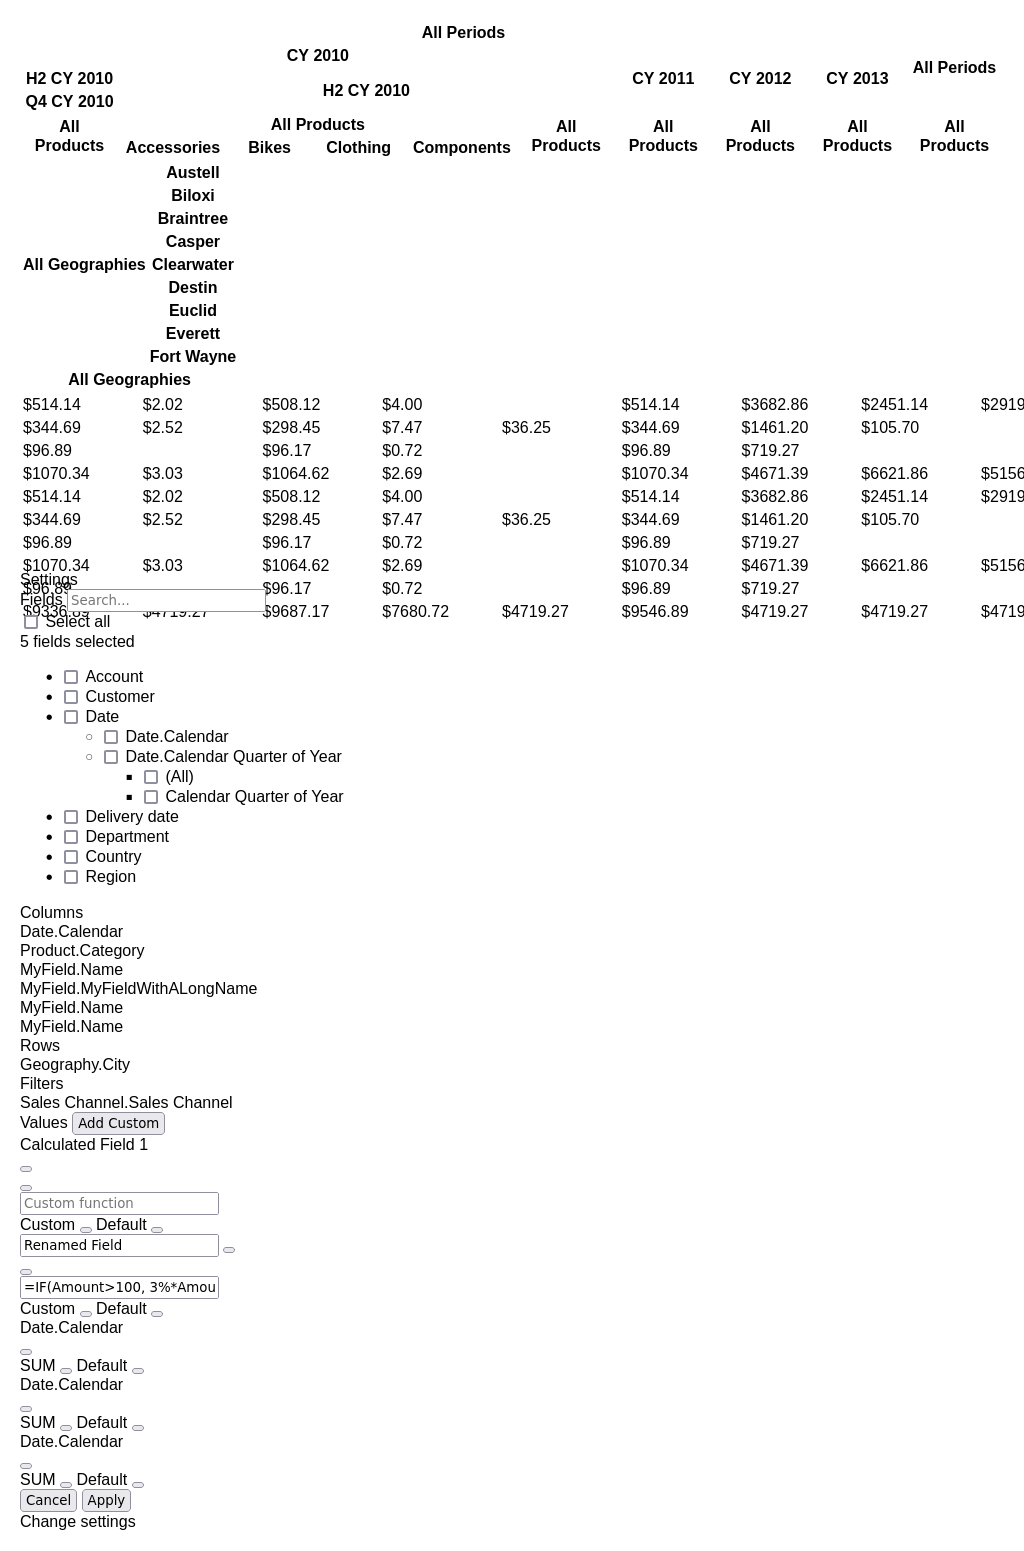 All Periods
CY 2010
H2 CY 2010
Q4 CY 2010
H2 CY 2010
CY 2011
CY 2012
CY 2013
All Periods
All Products
Accessories
All Products
Bikes
Clothing
Components
All Products
All Products
All Products
All Products
All Products
Austell
Biloxi
Braintree
Casper
All Geographies Clearwater
Destin
Euclid
Everett
Fort Wayne
All Geographies
$514.14 $2.02 $508.12 $4.00 $514.14 $3682.86 $2451.14 $2919
$344.69 $2.52 $298.45 $7.47 $36.25 $344.69 $1461.20 $105.70
$96.89 $96.17 $0.72 $96.89 $719.27
$1070.34 $3.03 $1064.62 $2.69 $1070.34 $4671.39 $6621.86 $5156
$514.14 $2.02 $508.12 $4.00 $514.14 $3682.86 $2451.14 $2919
$344.69 $2.52 $298.45 $7.47 $36.25 $344.69 $1461.20 $105.70
$96.89 $96.17 $0.72 $96.89 $719.27
$1070.34 $3.03 $1064.62 $2.69 $1070.34 $4671.39 $6621.86 $5156
$96.89 $96.17 $0.72 $96.89 $719.27
$9336.89 $4719.27 $9687.17 $7680.72 $4719.27 $9546.89 $4719.27 $4719.27 $4719
Settings
Fields Search...
Select all
5 fields selected
Account
Customer
Date
Date.Calendar
Date.Calendar Quarter of Year
(All)
Calendar Quarter of Year
Delivery date
Department
Country
Region
Columns
Date.Calendar
Product.Category
MyField.Name
MyField.MyFieldWithALongName
MyField.Name
MyField.Name
Rows
Geography.City
Filters
Sales Channel.Sales Channel
Values Add Custom
Calculated Field 1
Custom function
Custom Default
Renamed Field
=IF(Amount>100, 3%*Amou
Custom Default
Date.Calendar
SUM Default
Date.Calendar
SUM Default
Date.Calendar
SUM Default
Cancel Apply
Change settings